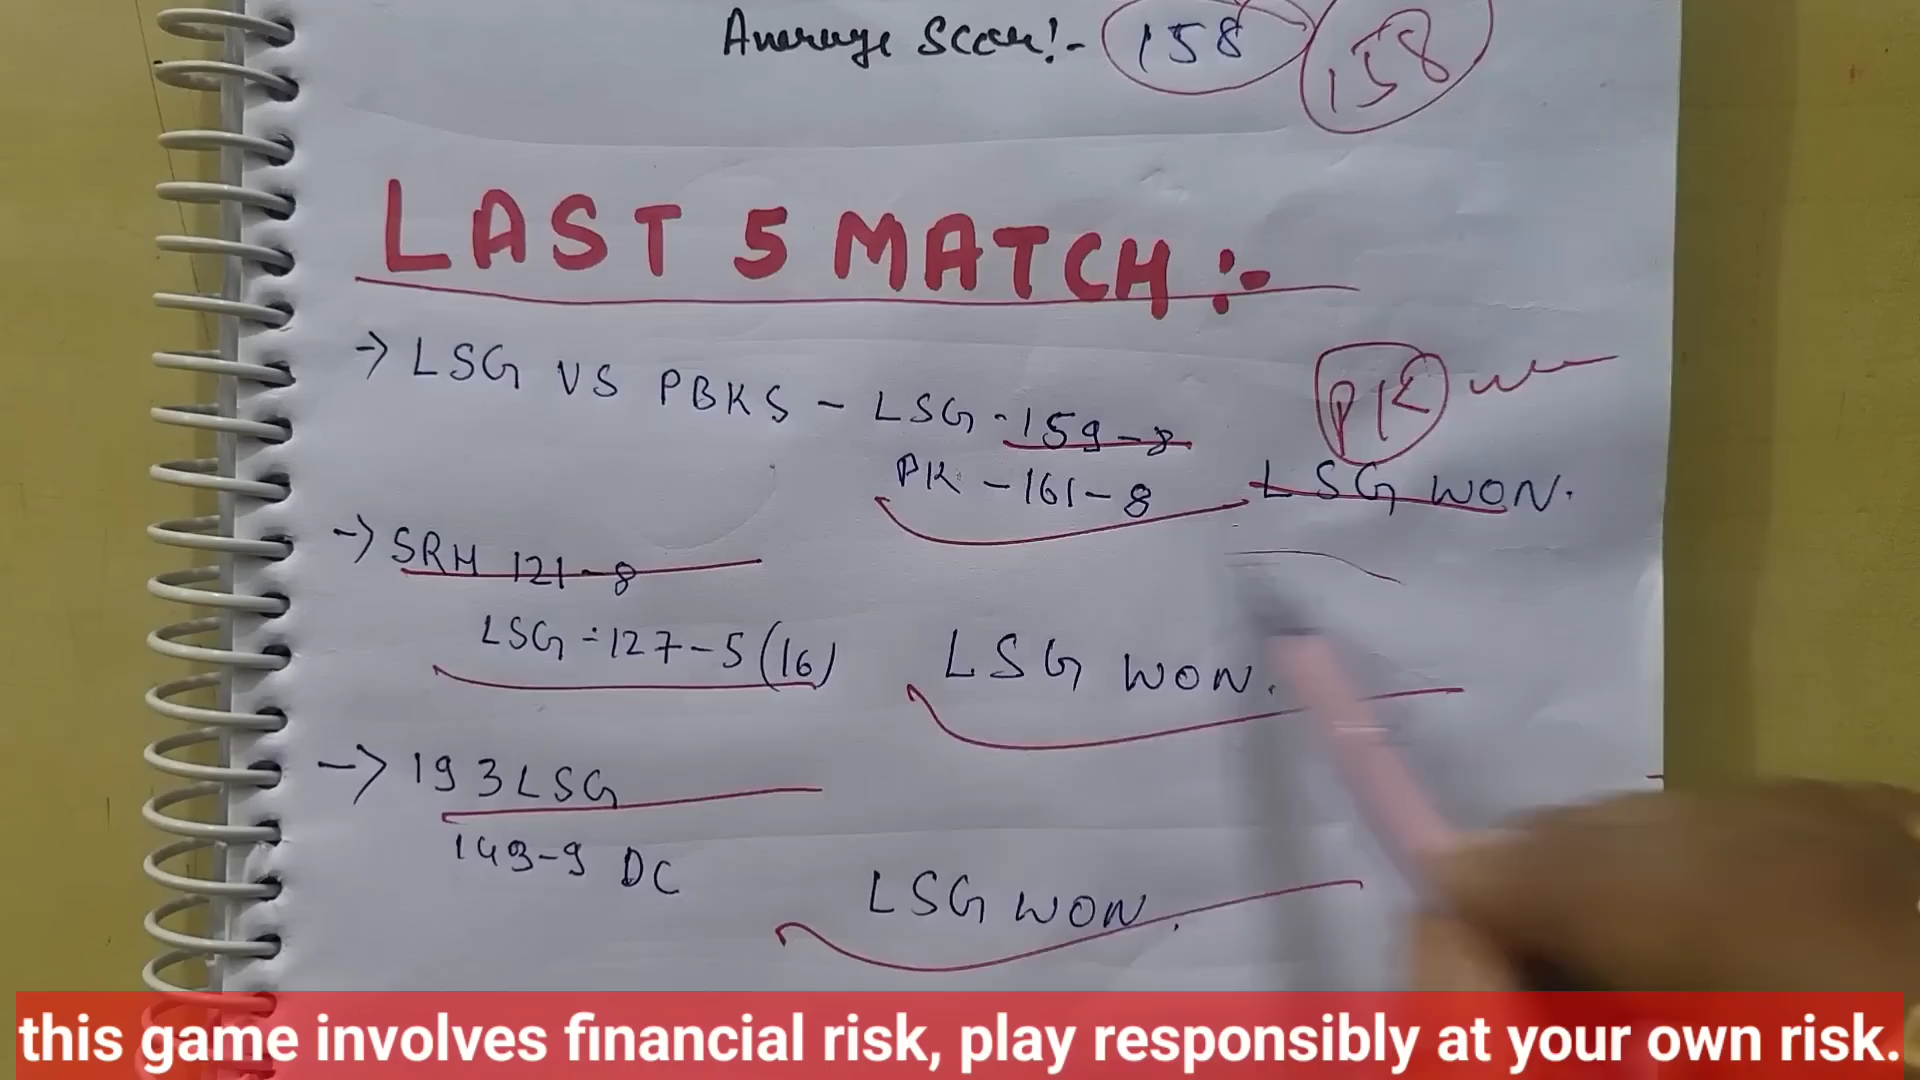 Average Scor!- 158 158
LAST 5 MATCH :-
-> LSG VS PBKS - LSG - 159-8
PK
PK - 161-8
LSG WON.
-> SRH 121-8
LSG - 127-5 (16) LSG WON.
-> 193 LSG
143-9 DC
LSG WON.
this game involves financial risk, play responsibly at your own risk.